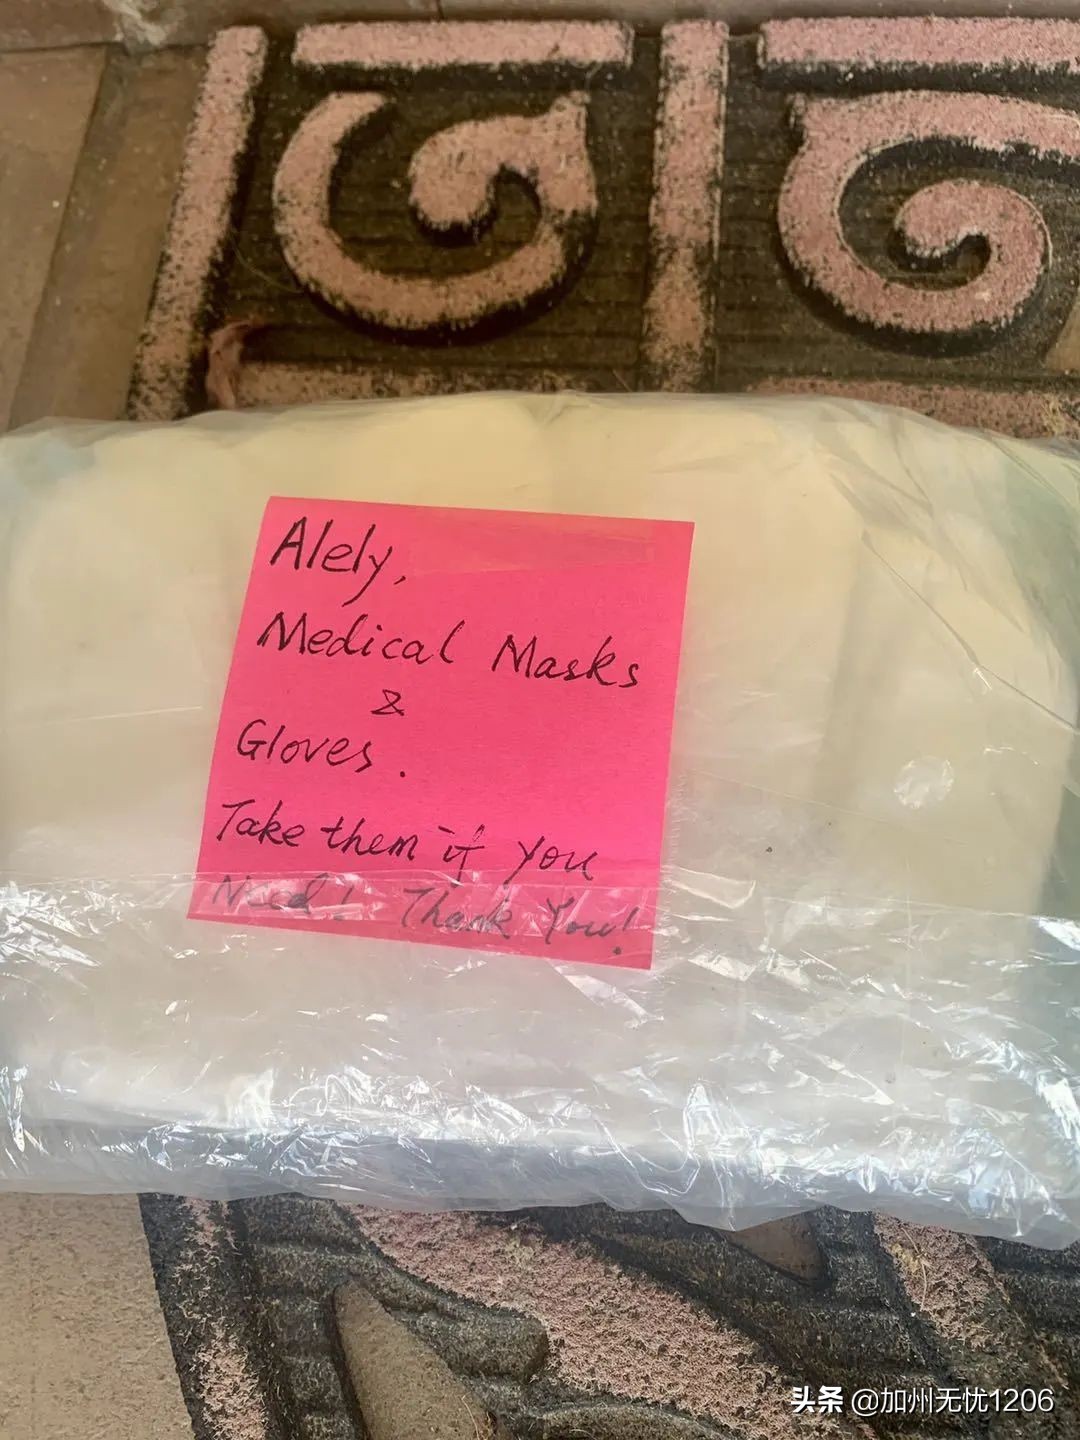 Alely,
Medical Masks
&
Gloves.
Take them if you
Need! Thank You!
头条 @加州无忧1206